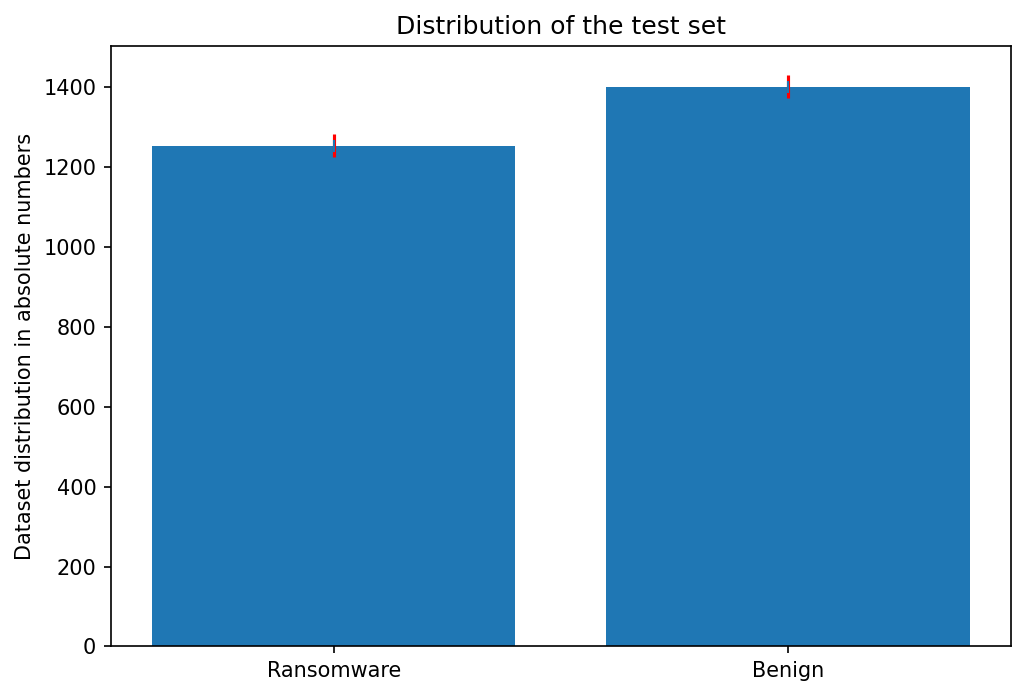 Distribution of the test set
Dataset distribution in absolute numbers
1400
1200
1000
800
600
400
200
0
Ransomware
Benign